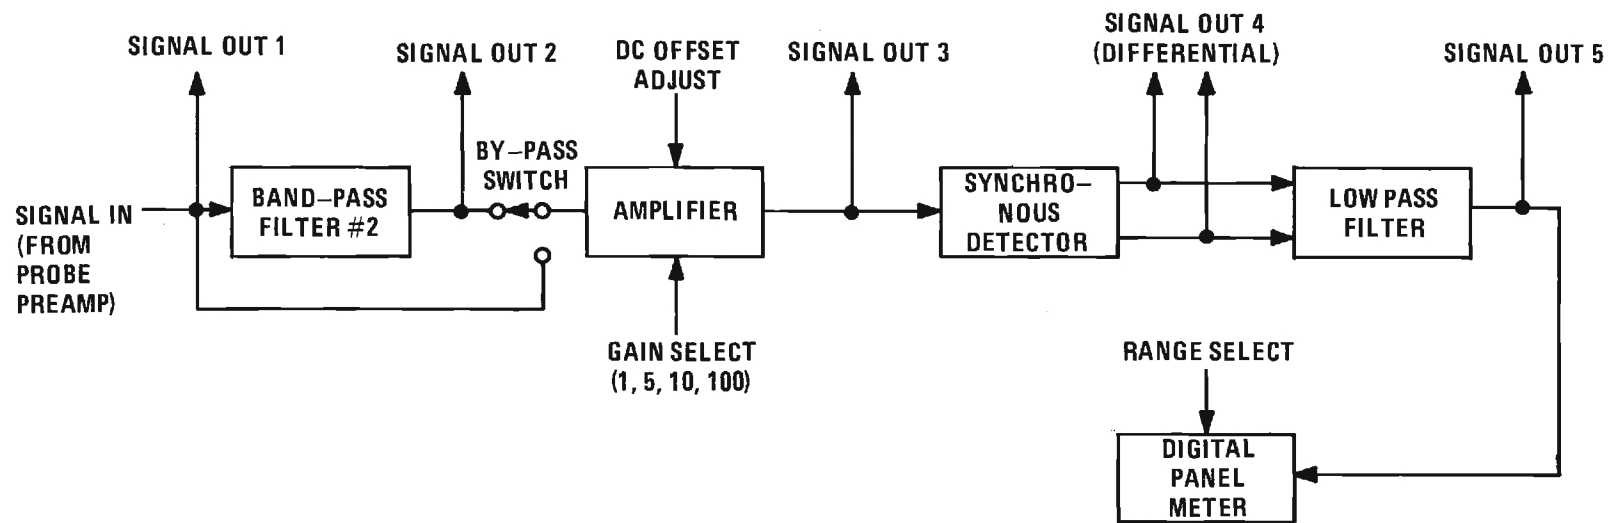 SIGNAL OUT 1
SIGNAL OUT 2
DC OFFSET
ADJUST
SIGNAL OUT 3
SIGNAL OUT 4
(DIFFERENTIAL)
SIGNAL OUT 5
SIGNAL IN
(FROM
PROBE
PREAMP)
BAND–PASS
FILTER #2
BY–PASS
SWITCH
AMPLIFIER
SYNCHRO–
NOUS
DETECTOR
LOW PASS
FILTER
GAIN SELECT
(1, 5, 10, 100)
RANGE SELECT
DIGITAL
PANEL
METER